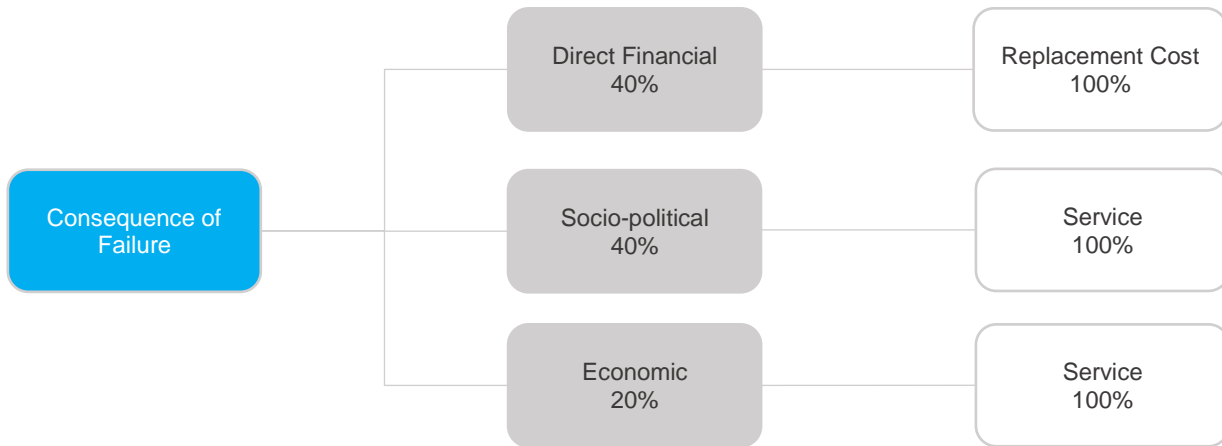 Direct Financial
40%
Replacement Cost
100%
Consequence of
Failure
Socio-political
40%
Service
100%
Economic
20%
Service
100%